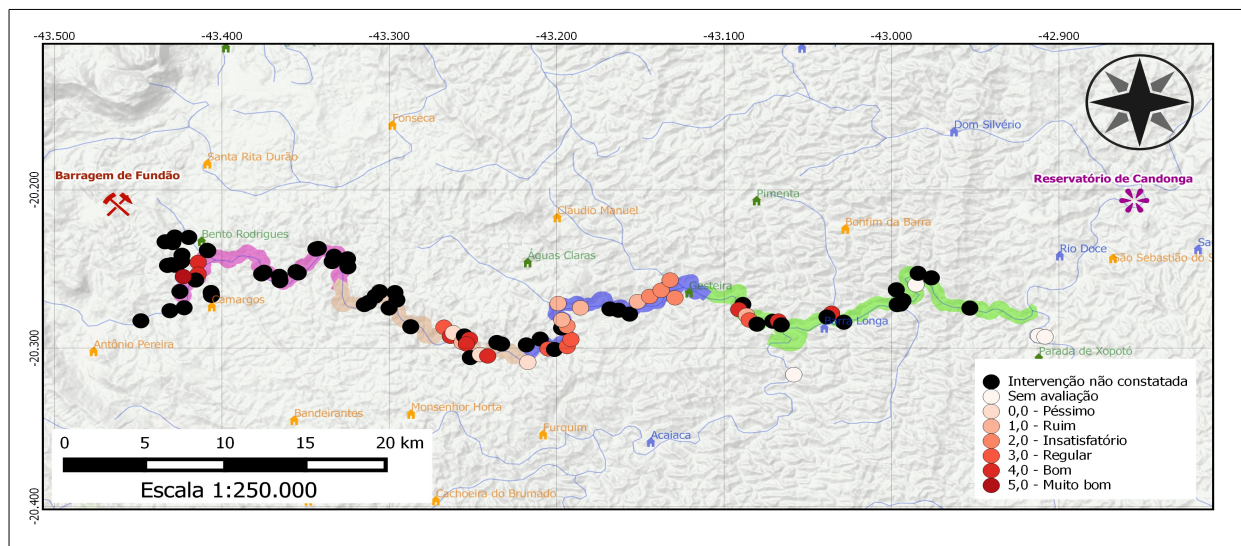 -43.500
-43.400
-43.300
-43.200
-43.100
-43.000
-42.900
Fonseca
Dom Silvério
Santa Rita Durão
Barragem de Fundão
-20.200
Reservatório de Candonga
Pimenta
Cláudio Manuel
Bonfim da Barra
Bento Rodrigues
Rio Doce
Sa
Águas Claras
São Sebastião do S
Gesteira
Camargos
Barra Longa
Antônio Pereira
-20.300
Parada de Xopotó
Intervenção não constatada
Sem avaliação
0,0 - Péssimo
1,0 - Ruim
2,0 - Insatisfatório
3,0 - Regular
4,0 - Bom
5,0 - Muito bom
Bandeirantes
Monsenhor Horta
Furquim
Acaiaca
0 5 10 15 20 km
Escala 1:250.000
Cachoeira do Brumado
-20.400